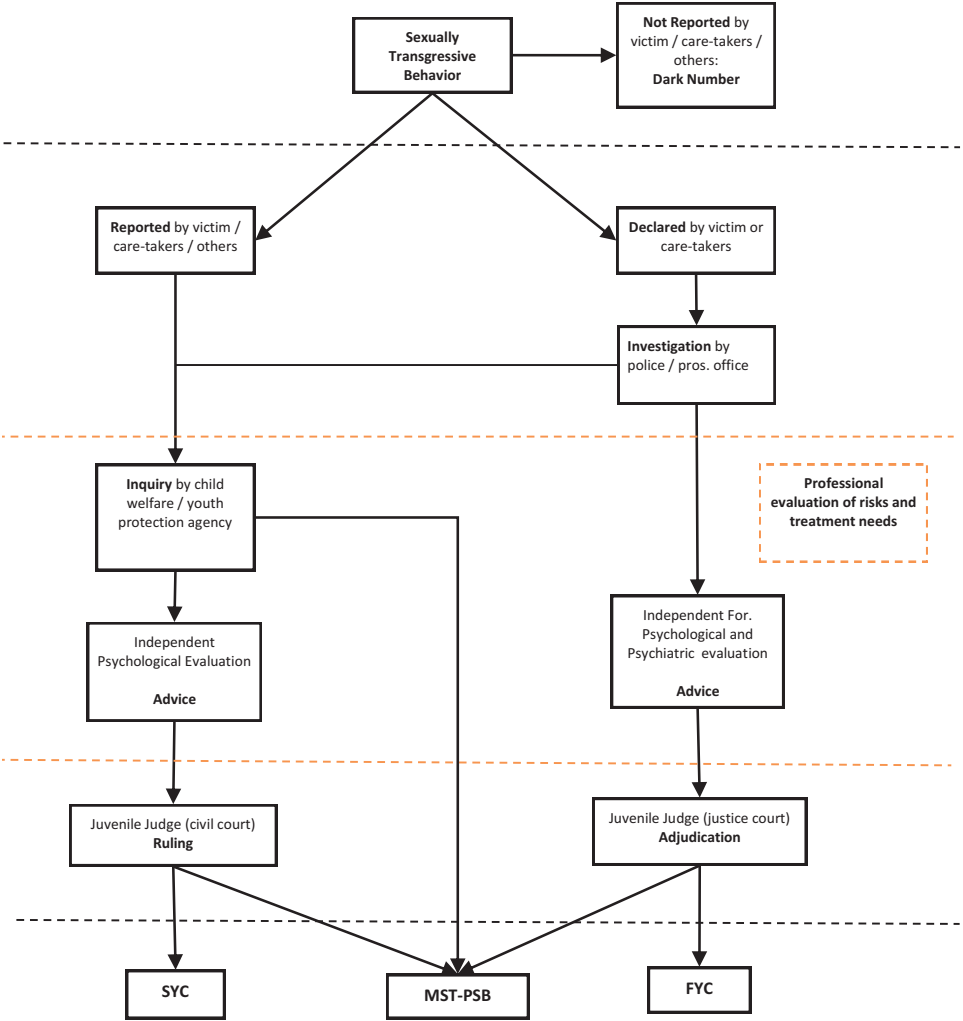 Sexually
Transgressive
Behavior
Not Reported by
victim / care-takers /
others:
Dark Number
Reported by victim /
care-takers / others
Declared by victim or
care-takers
Investigation by
police / pros. office
Inquiry by child
welfare / youth
protection agency
Professional
evaluation of risks and
treatment needs
Independent
Psychological Evaluation
Advice
Independent For.
Psychological and
Psychiatric evaluation
Advice
Juvenile Judge (civil court)
Ruling
Juvenile Judge (justice court)
Adjudication
SYC
MST-PSB
FYC